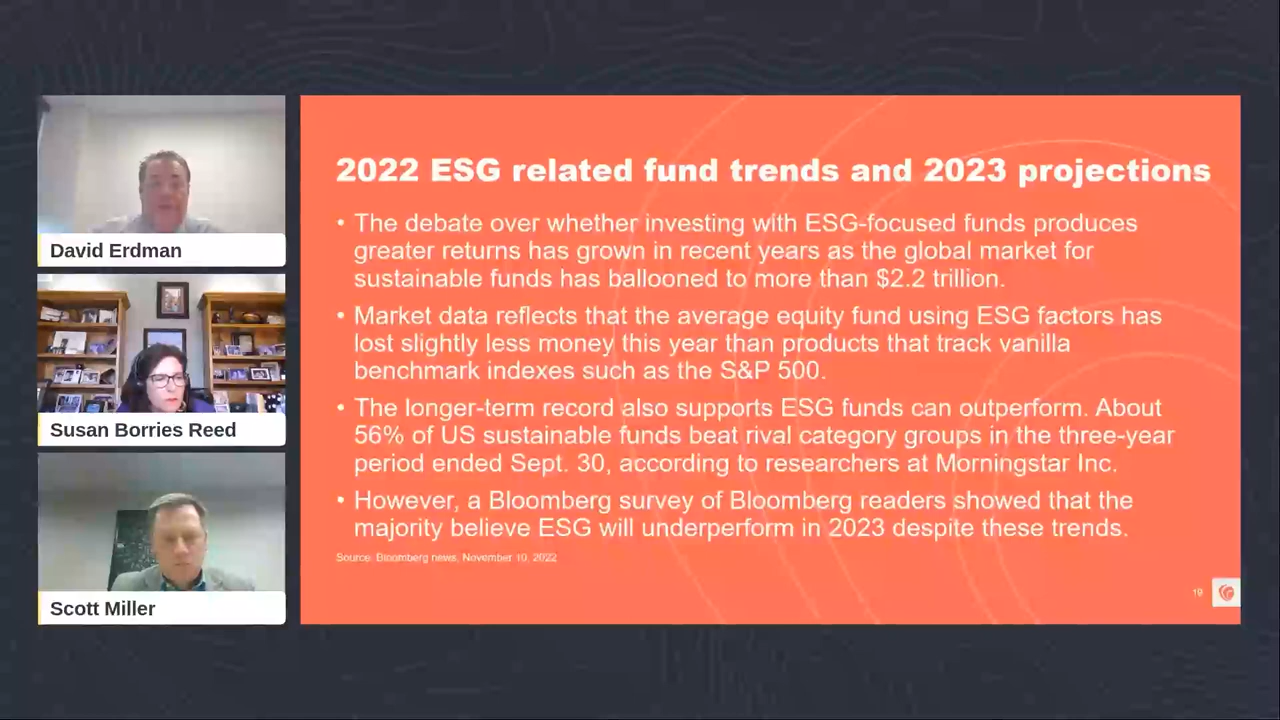 David Erdman
Susan Borries Reed
Scott Miller
2022 ESG related fund trends and 2023 projections
• The debate over whether investing with ESG-focused funds produces
greater returns has grown in recent years as the global market for
sustainable funds has ballooned to more than $2.2 trillion.
• Market data reflects that the average equity fund using ESG factors has
lost slightly less money this year than products that track vanilla
benchmark indexes such as the S&P 500.
• The longer-term record also supports ESG funds can outperform. About
56% of US sustainable funds beat rival category groups in the three-year
period ended Sept. 30, according to researchers at Morningstar Inc.
• However, a Bloomberg survey of Bloomberg readers showed that the
majority believe ESG will underperform in 2023 despite these trends.
Source: Bloomberg news, November 10, 2022
19